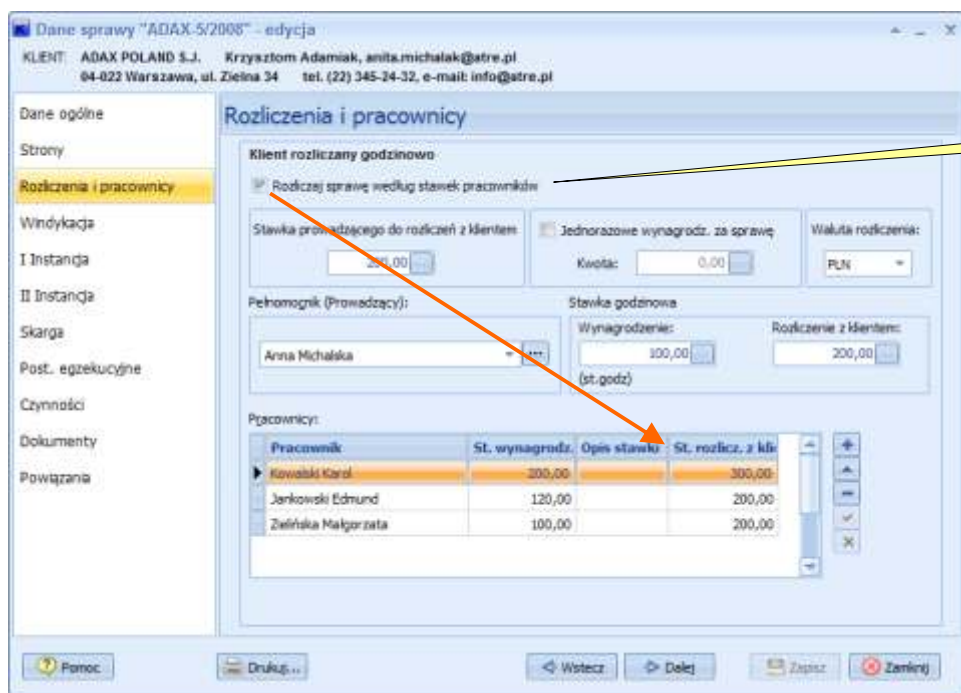 Dane sprawy "ADAX-5/2008" - edycja
KLIENT: ADAX POLAND S.J. Krzysztom Adamiak, anita.michalak@atre.pl
04-022 Warszawa, ul. Zielna 34 tel. (22) 345-24-32, e-mail: info@atre.pl
Dane ogólne
Strony
Rozliczenia i pracownicy
Windykacja
I Instancja
II Instancja
Skarga
Post. egzekucyjne
Czynności
Dokumenty
Powiązania
Rozliczenia i pracownicy
Klient rozliczany godzinowo
Rozliczaj sprawę według stawek pracowników
Stawka prowadzącego do rozliczeń z klientem
200,00
Jednorazowe wynagrodz. za sprawę
Kwota: 0,00
Waluta rozliczenia:
PLN
Pełnomocnik (Prowadzący):
Anna Michalska
Stawka godzinowa
Wynagrodzenie: Rozliczenie z klientem:
100,00 200,00
(st.godz)
Pracownicy:
Pracownik St. wynagrodz. Opis stawki St. rozlicz. z klie
Kowalski Karol 200,00 300,00
Jankowski Edmund 120,00 200,00
Zielińska Małgorzata 100,00 200,00
Pomoc Drukuj... Wstecz Dalej Zapisz Zamknij